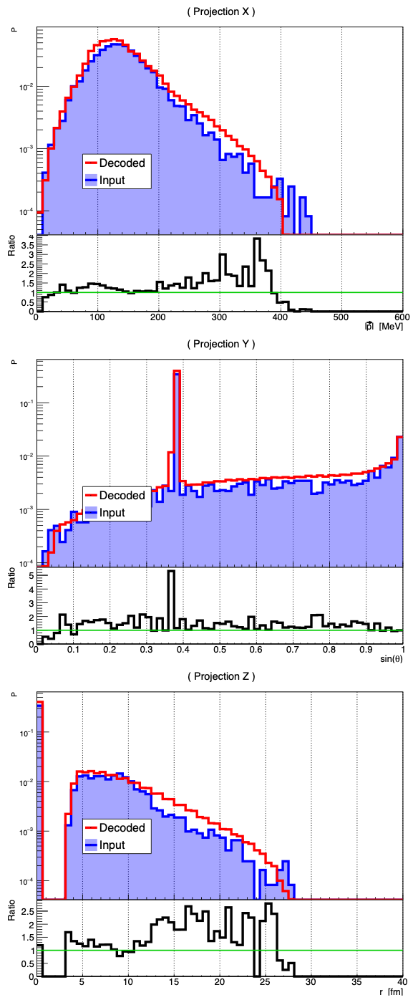 ( Projection X )
P
10⁻²
10⁻³
10⁻⁴
Decoded
Input
Ratio
4
3.5
3
2.5
2
1.5
1
0.5
0
0 100 200 300 400 500 600
|p⃗| [MeV]
( Projection Y )
P
10⁻¹
10⁻²
10⁻³
10⁻⁴
Decoded
Input
Ratio
5
4
3
2
1
0
0 0.1 0.2 0.3 0.4 0.5 0.6 0.7 0.8 0.9 1
sin(θ)
( Projection Z )
P
10⁻¹
10⁻²
10⁻³
10⁻⁴
Decoded
Input
Ratio
2.5
2
1.5
1
0.5
0
0 5 10 15 20 25 30 35 40
r [fm]